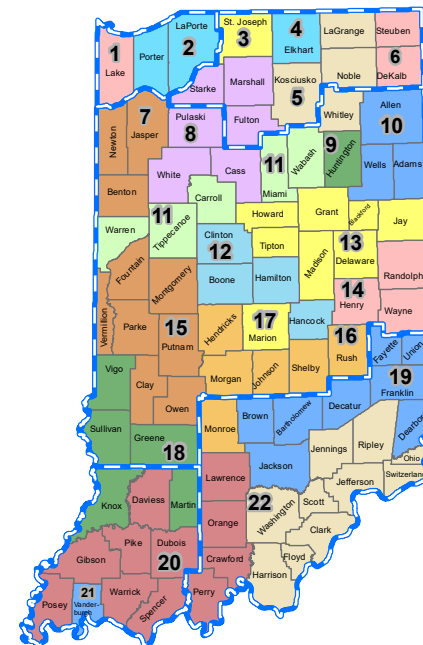 LaPorte
St. Joseph
4
LaGrange
Steuben
1
Porter
2
3
Elkhart
Lake
6
Starke
Marshall
Kosciusko
Noble
DeKalb
5
7
Pulaski
Fulton
Whitley
Allen
Newton
Jasper
8
10
9
Huntington
Wabash
11
White
Cass
Wells
Adams
Benton
Miami
Carroll
11
Tippecanoe
Howard
Grant
Blackford
Jay
Warren
Clinton
12
Tipton
Madison
13
Delaware
Fountain
Montgomery
Boone
Hamilton
Randolph
14
Henry
Vermillion
Parke
15
Putnam
Hendricks
17
Marion
Hancock
Wayne
16
Rush
Fayette
Union
Vigo
Clay
Morgan
Johnson
Shelby
19
Franklin
Owen
Brown
Bartholomew
Decatur
Sullivan
Greene
Monroe
Dearbo
18
Jennings
Ripley
Ohio
Lawrence
Jackson
Switzerlan
Jefferson
Knox
Daviess
Martin
22
Scott
Orange
Washington
Clark
Pike
Dubois
Gibson
20
Crawford
Floyd
Harrison
21
Warrick
Perry
Posey
Vander-
burgh
Spencer